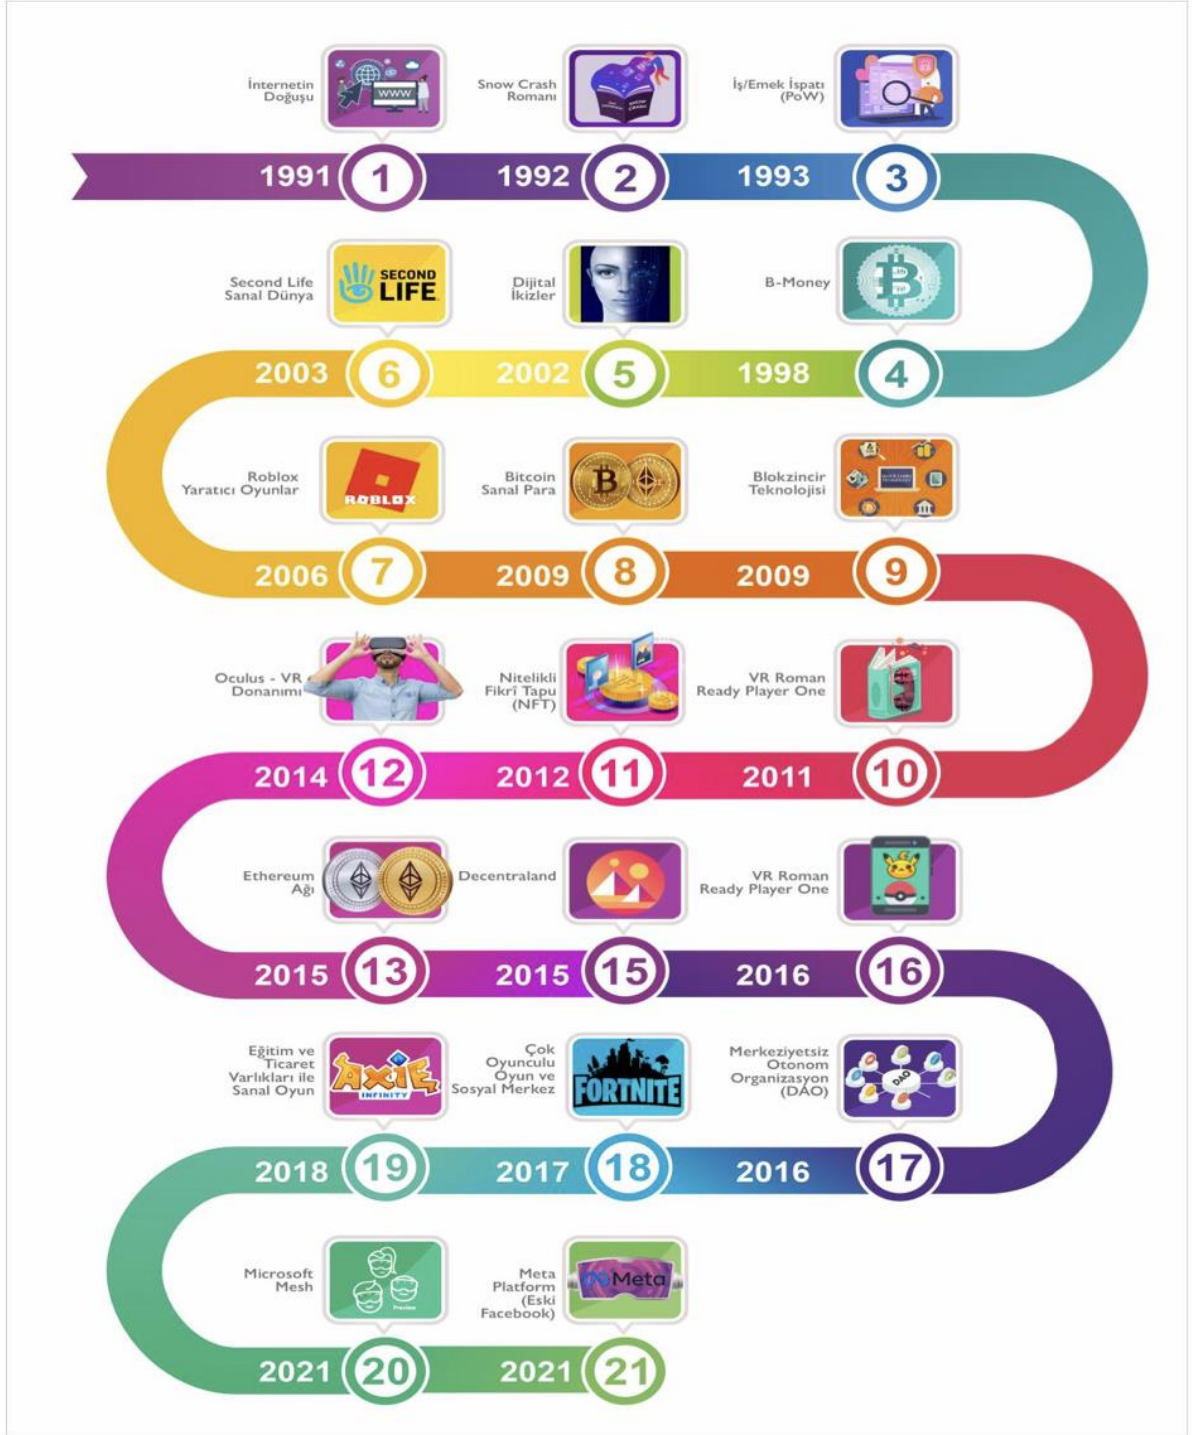 İnternetin
Doğuşu
WWW
1991
1
Snow Crash
Romanı
SNOW
CRASH
1992
2
İş/Emek İspatı
(PoW)
1993
3
Second Life
Sanal Dünya
SECOND
LIFE
2003
6
Dijital
İkizler
2002
5
B-Money
1998
4
Roblox
Yaratıcı Oyunlar
ROBLOX
2006
7
Bitcoin
Sanal Para
2009
8
Blokzincir
Teknolojisi
2009
9
Oculus - VR
Donanımı
2014
12
Nitelikli
Fikrî Tapu
(NFT)
2012
11
VR Roman
Ready Player One
2011
10
Ethereum
Ağı
2015
13
Decentraland
2015
15
VR Roman
Ready Player One
2016
16
Eğitim ve
Ticaret
Varlıkları ile
Sanal Oyun
AXIE
INFINITY
2018
19
Çok
Oyunculu
Oyun ve
Sosyal Merkez
FORTNITE
2017
18
Merkeziyetsiz
Otonom
Organizasyon
(DAO)
DAO
2016
17
Microsoft
Mesh
Preview
2021
20
Meta
Platform
(Eski
Facebook)
Meta
2021
21